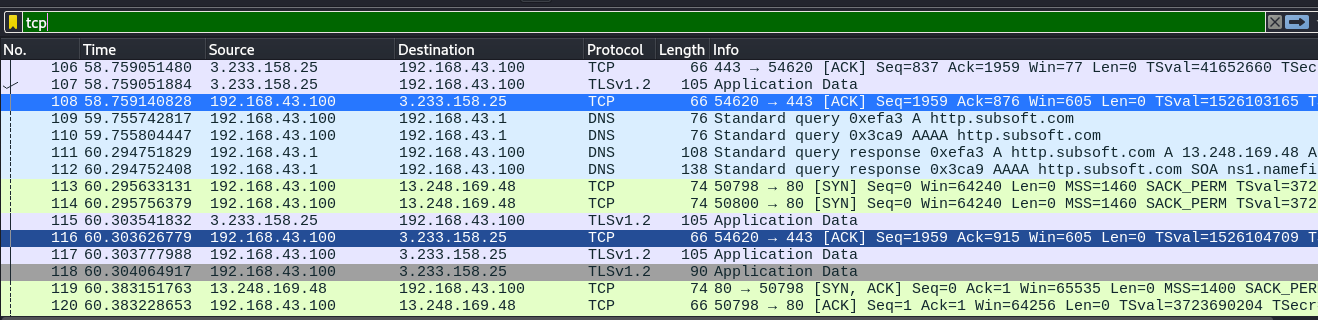 tcp
No. Time Source Destination Protocol Length Info
106 58.759051480 3.233.158.25 192.168.43.100 TCP 66 443 → 54620 [ACK] Seq=837 Ack=1959 Win=77 Len=0 TSval=41652660 TSecr
107 58.759051884 3.233.158.25 192.168.43.100 TLSv1.2 105 Application Data
108 58.759140828 192.168.43.100 3.233.158.25 TCP 66 54620 → 443 [ACK] Seq=1959 Ack=876 Win=605 Len=0 TSval=1526103165 T
109 59.755742817 192.168.43.100 192.168.43.1 DNS 76 Standard query 0xefa3 A http.subsoft.com
110 59.755804447 192.168.43.100 192.168.43.1 DNS 76 Standard query 0x3ca9 AAAA http.subsoft.com
111 60.294751829 192.168.43.1 192.168.43.100 DNS 108 Standard query response 0xefa3 A http.subsoft.com A 13.248.169.48 A
112 60.294752408 192.168.43.1 192.168.43.100 DNS 138 Standard query response 0x3ca9 AAAA http.subsoft.com SOA ns1.namefi
113 60.295633131 192.168.43.100 13.248.169.48 TCP 74 50798 → 80 [SYN] Seq=0 Win=64240 Len=0 MSS=1460 SACK_PERM TSval=372
114 60.295756379 192.168.43.100 13.248.169.48 TCP 74 50800 → 80 [SYN] Seq=0 Win=64240 Len=0 MSS=1460 SACK_PERM TSval=372
115 60.303541832 3.233.158.25 192.168.43.100 TLSv1.2 105 Application Data
116 60.303626779 192.168.43.100 3.233.158.25 TCP 66 54620 → 443 [ACK] Seq=1959 Ack=915 Win=605 Len=0 TSval=1526104709 T
117 60.303777988 192.168.43.100 3.233.158.25 TLSv1.2 105 Application Data
118 60.304064917 192.168.43.100 3.233.158.25 TLSv1.2 90 Application Data
119 60.383151763 13.248.169.48 192.168.43.100 TCP 74 80 → 50798 [SYN, ACK] Seq=0 Ack=1 Win=65535 Len=0 MSS=1400 SACK_PER
120 60.383228653 192.168.43.100 13.248.169.48 TCP 66 50798 → 80 [ACK] Seq=1 Ack=1 Win=64256 Len=0 TSval=3723690204 TSecr